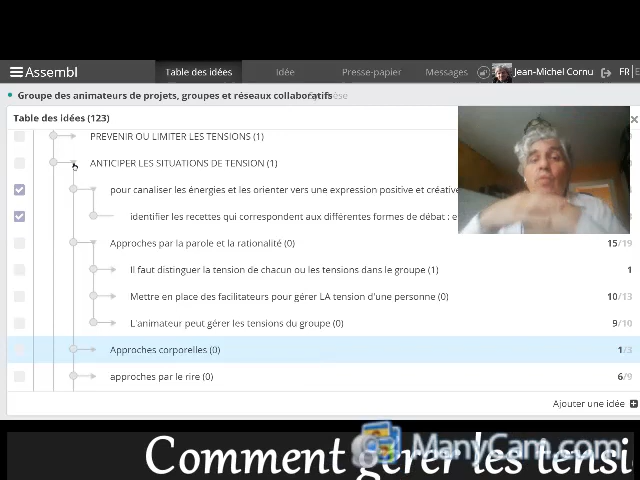 Assembl Table des idées Idée Presse-papier Messages Jean-Michel Cornu FR
Groupe des animateurs de projets, groupes et réseaux collaboratifs
Table des idées (123)
PREVENIR OU LIMITER LES TENSIONS (1)
ANTICIPER LES SITUATIONS DE TENSION (1)
pour canaliser les énergies et les orienter vers une expression positive et créative
identifier les recettes qui correspondent aux différentes formes de débat : e
Approches par la parole et la rationalité (0) 15/19
Il faut distinguer la tension de chacun ou les tensions dans le groupe (1) 1
Mettre en place des facilitateurs pour gérer LA tension d'une personne (0) 10/13
L'animateur peut gérer les tensions du groupe (0) 9/10
Approches corporelles (0) 1/3
approches par le rire (0) 6/9
Ajouter une idée
Comment gérer les tensi
ManyCam.com